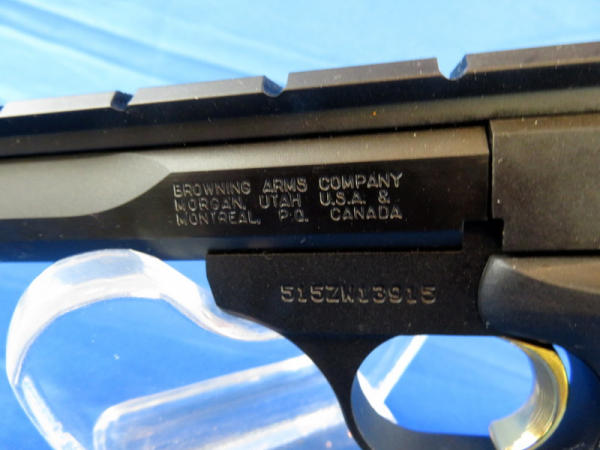 BROWNING ARMS COMPANY
MORGAN, UTAH U.S.A. &
MONTREAL, P.Q. CANADA
515ZW13915